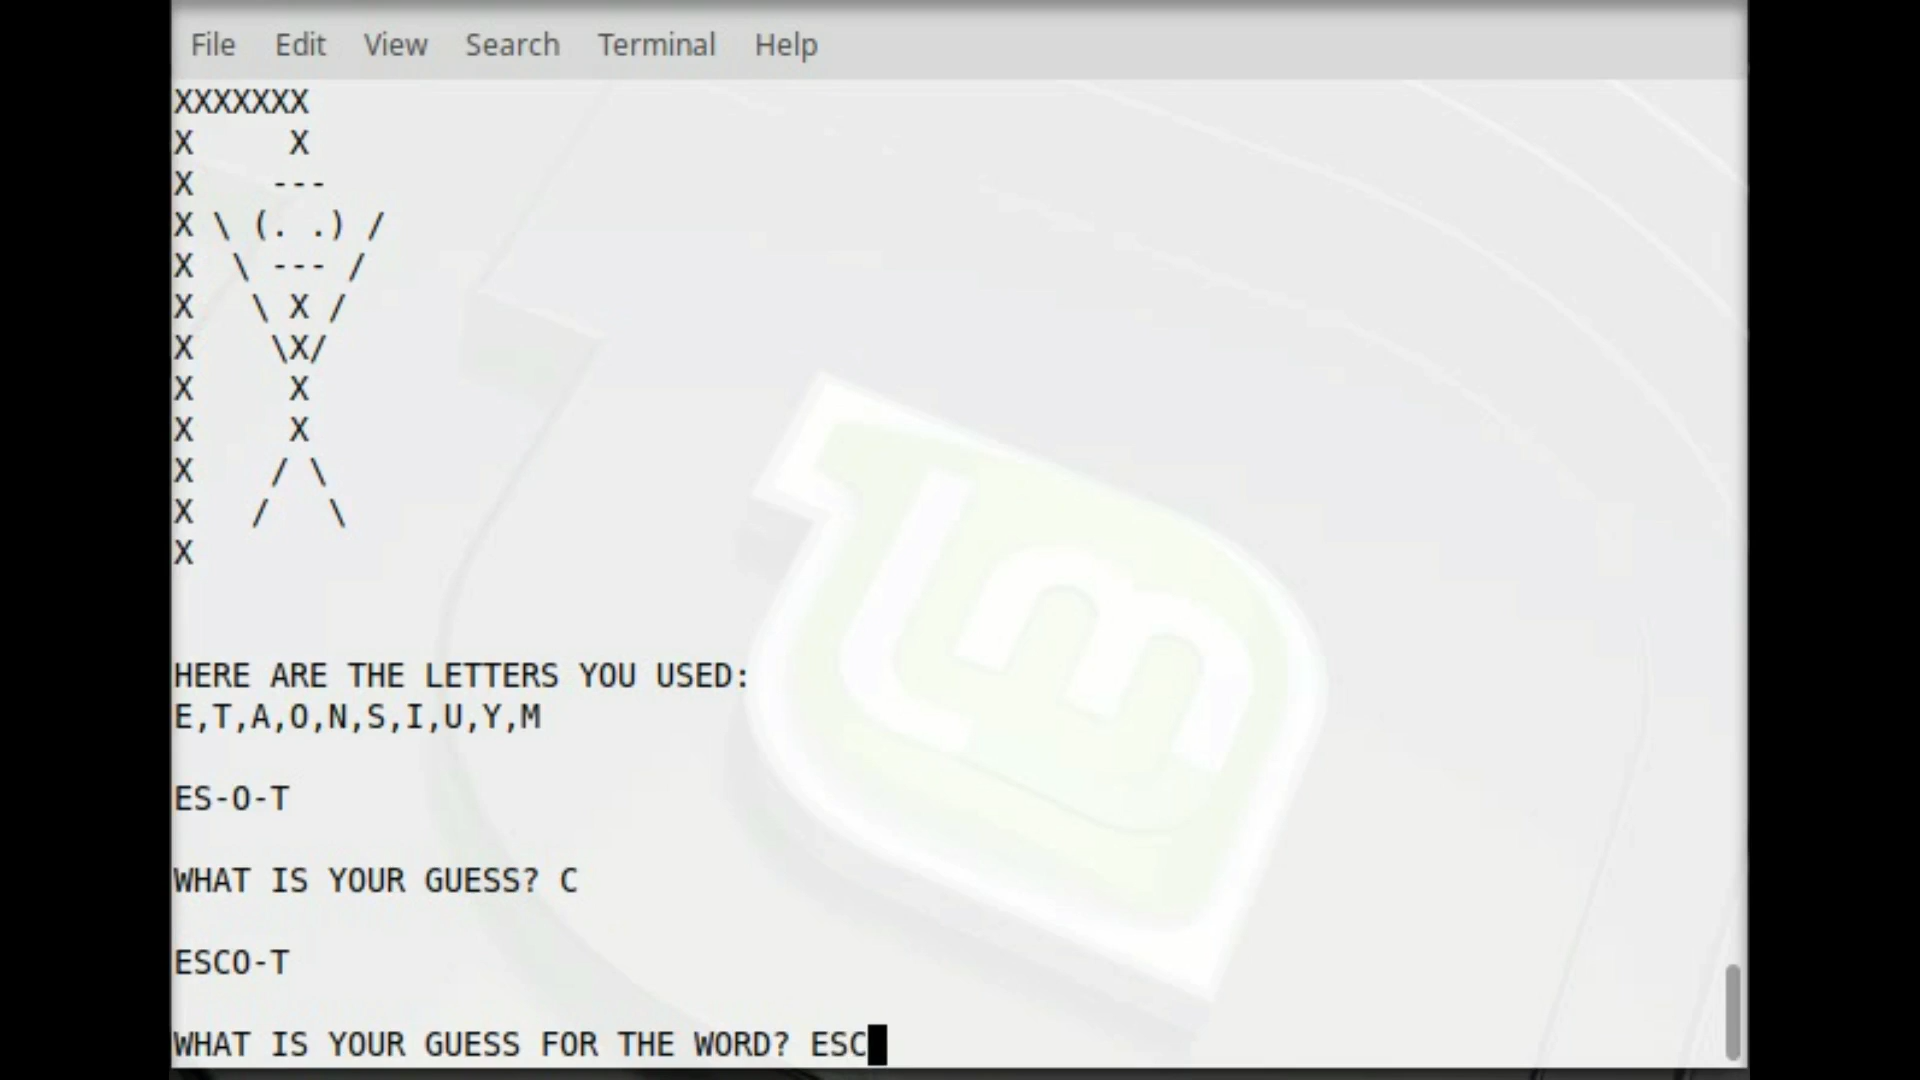 File Edit View Search Terminal Help
XXXXXXX
X     X
X    ---
X \ (. .) /
X  \ --- /
X   \ X /
X    \X/
X     X
X     X
X    / \
X   /   \
X
HERE ARE THE LETTERS YOU USED:
E,T,A,O,N,S,I,U,Y,M
ES-O-T
WHAT IS YOUR GUESS? C
ESCO-T
WHAT IS YOUR GUESS FOR THE WORD? ESC